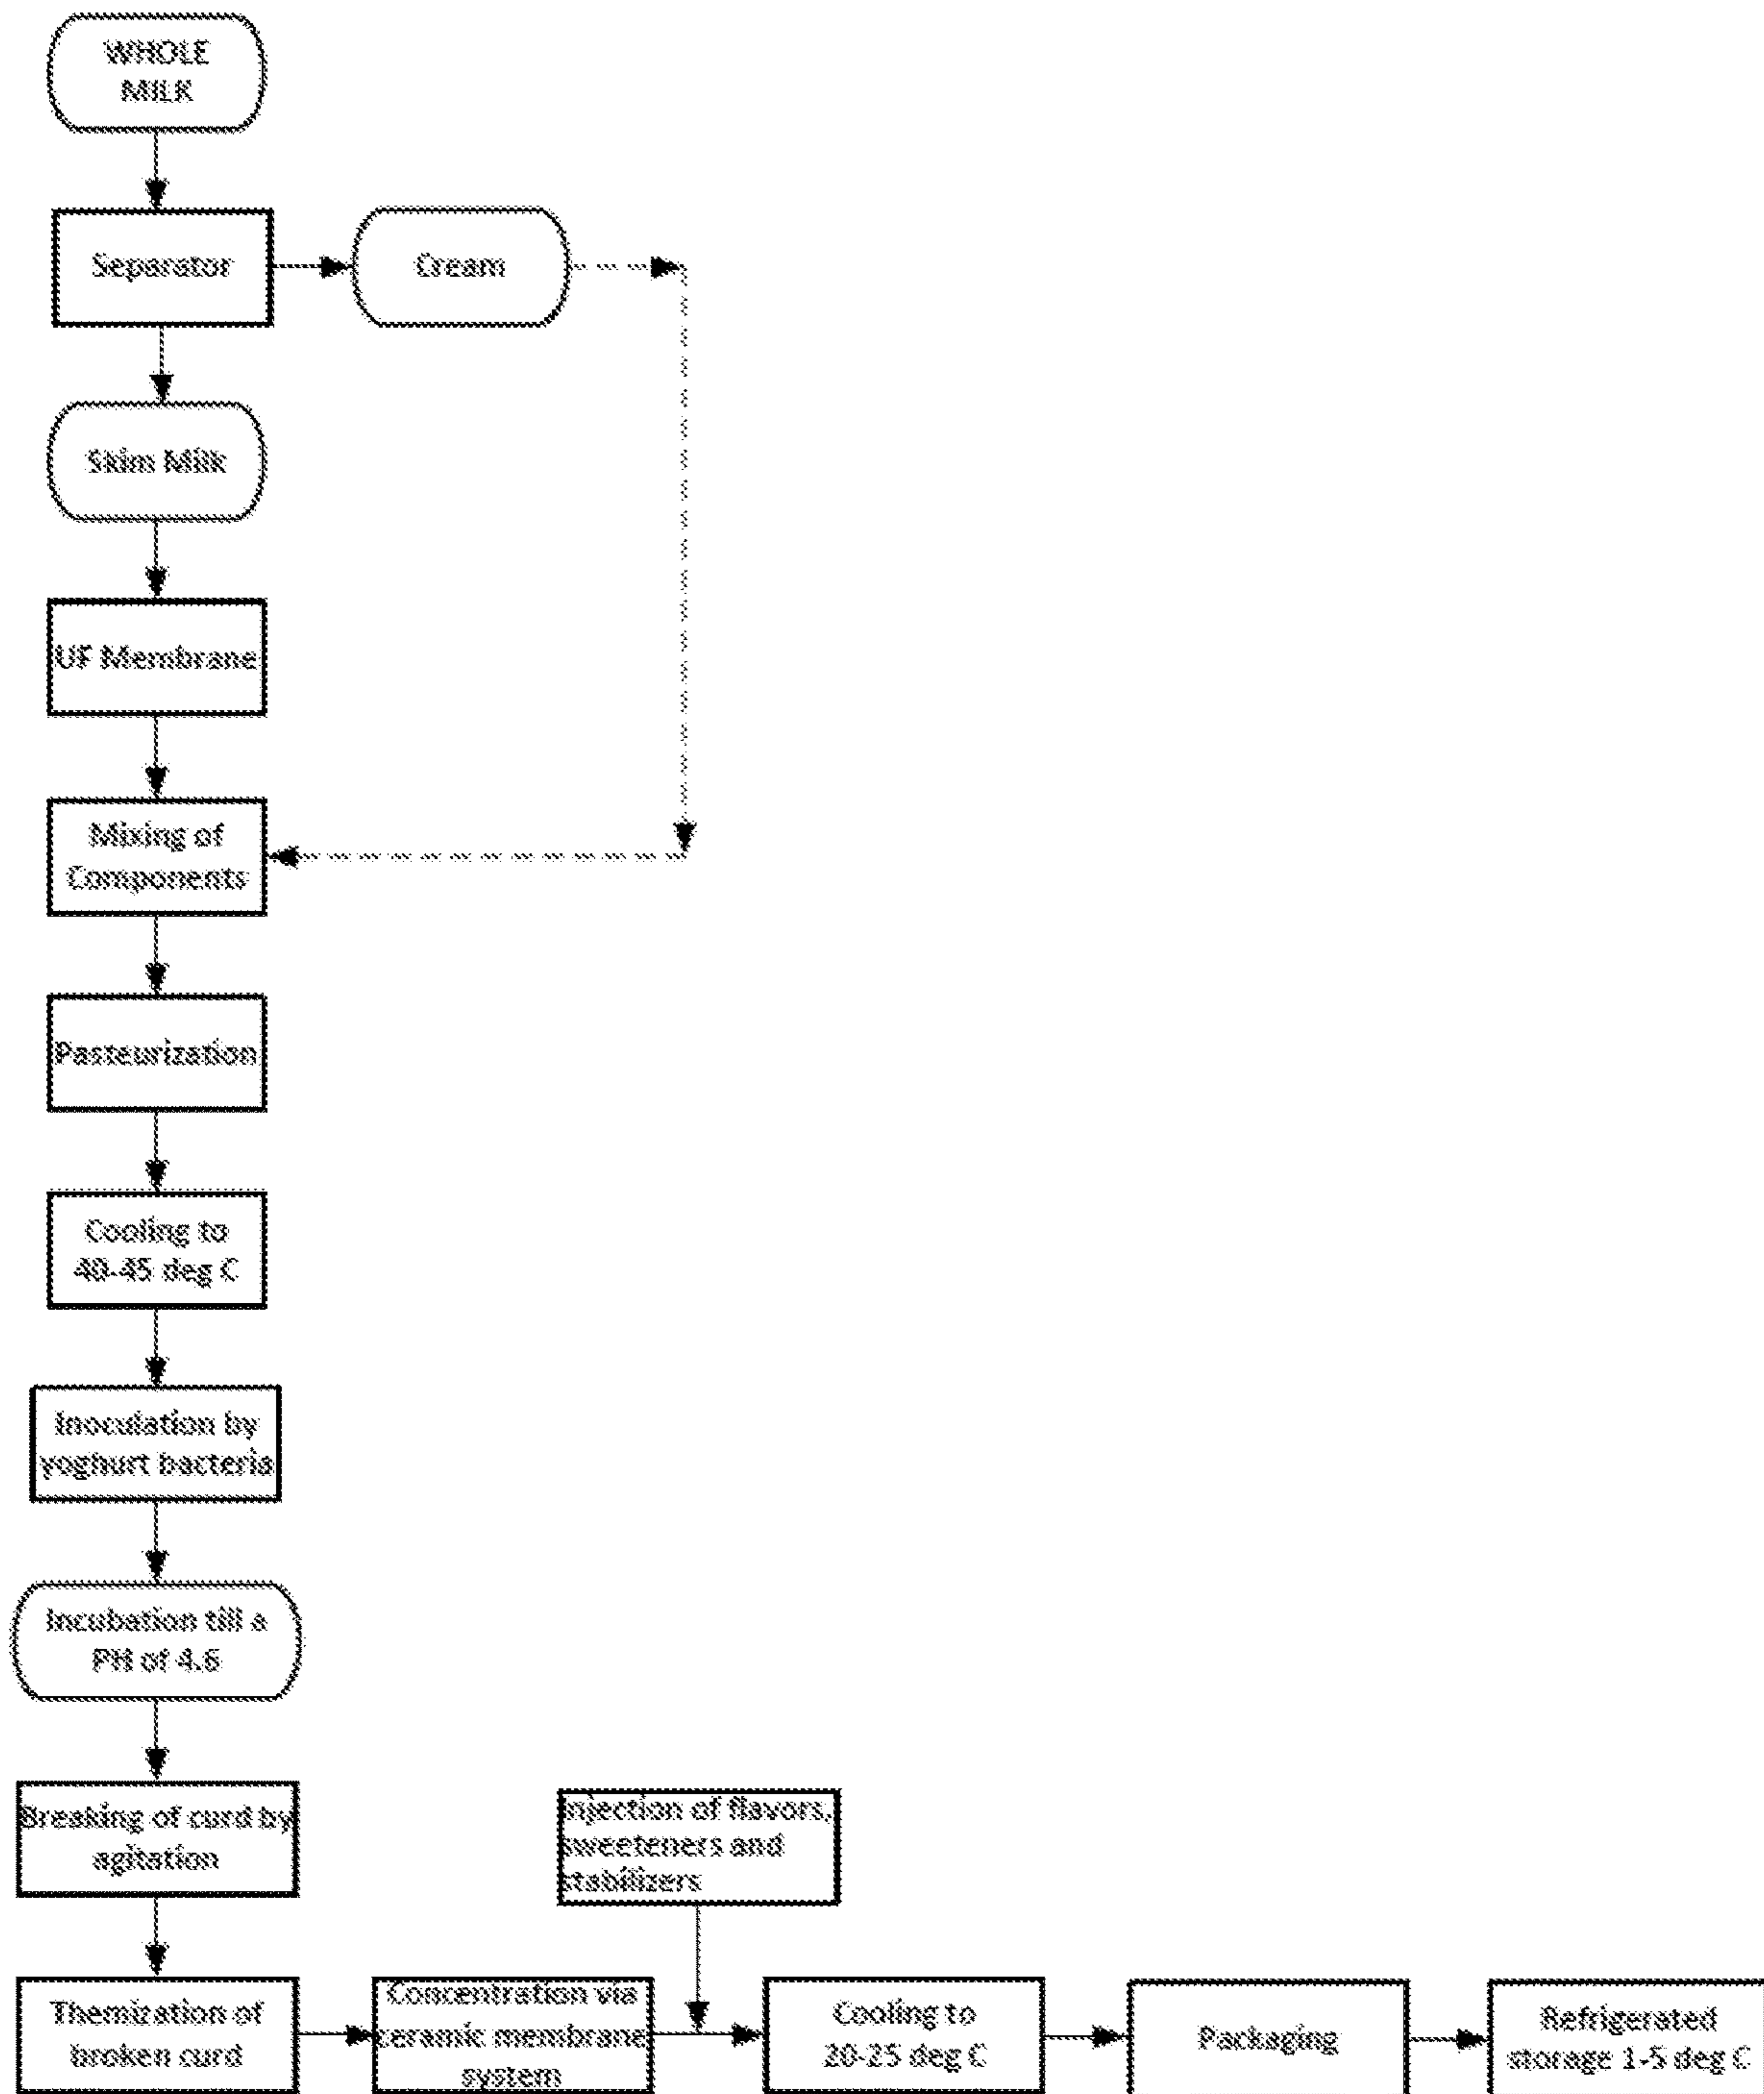 WHOLE
MILK
Separator
Cream
Skim Milk
UF Membrane
Mixing of
Components
Pasteurization
Cooling to
40-45 deg C
Inoculation by
yoghurt bacteria
Incubation till a
PH of 4.6
Breaking of curd by
agitation
Injection of flavors,
sweeteners and
stabilizers
Themization of
broken curd
Concentration via
ceramic membrane
system
Cooling to
20-25 deg C
Packaging
Refrigerated
storage 1-5 deg C